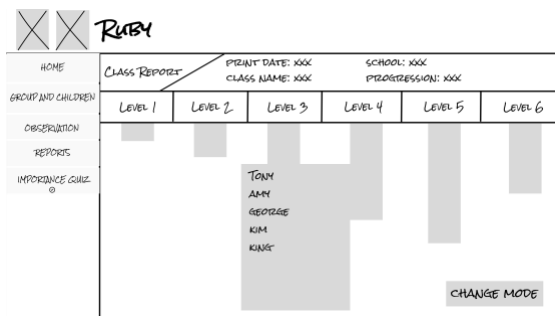 Ruby
HOME
GROUP AND CHILDREN
OBSERVATION
REPORTS
IMPORTANCE QUIZ
CLASS REPORT
PRINT DATE: XXX
SCHOOL: XXX
CLASS NAME: XXX
PROGRESSION: XXX
LEVEL 1
LEVEL 2
LEVEL 3
LEVEL 4
LEVEL 5
LEVEL 6
TONY
AMY
GEORGE
KIM
KING
CHANGE MODE